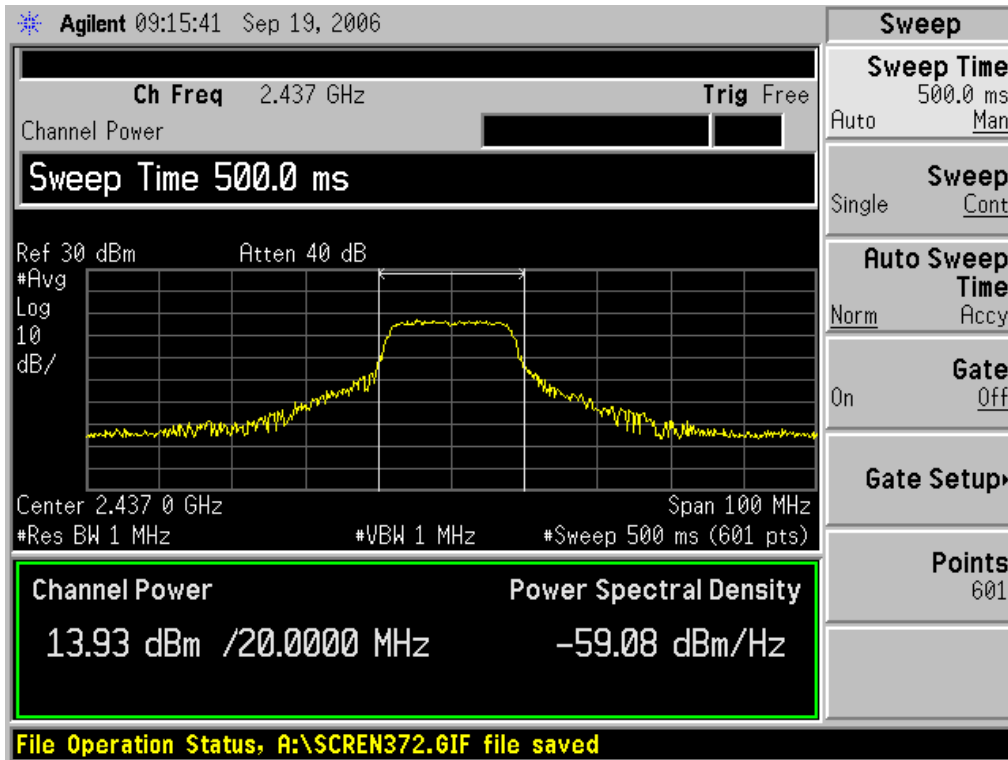 Agilent 09:15:41 Sep 19, 2006
Ch Freq 2.437 GHz Trig Free
Channel Power
Sweep Time 500.0 ms
Ref 30 dBm Atten 40 dB
#Avg
Log
10
dB/
Center 2.437 0 GHz Span 100 MHz
#Res BW 1 MHz #VBW 1 MHz #Sweep 500 ms (601 pts)
Channel Power Power Spectral Density
13.93 dBm /20.0000 MHz -59.08 dBm/Hz
File Operation Status, A:\SCREN372.GIF file saved
Sweep
Sweep Time
500.0 ms
Auto Man
Sweep
Single Cont
Auto Sweep
Time
Norm Accy
Gate
On Off
Gate Setup
Points
601